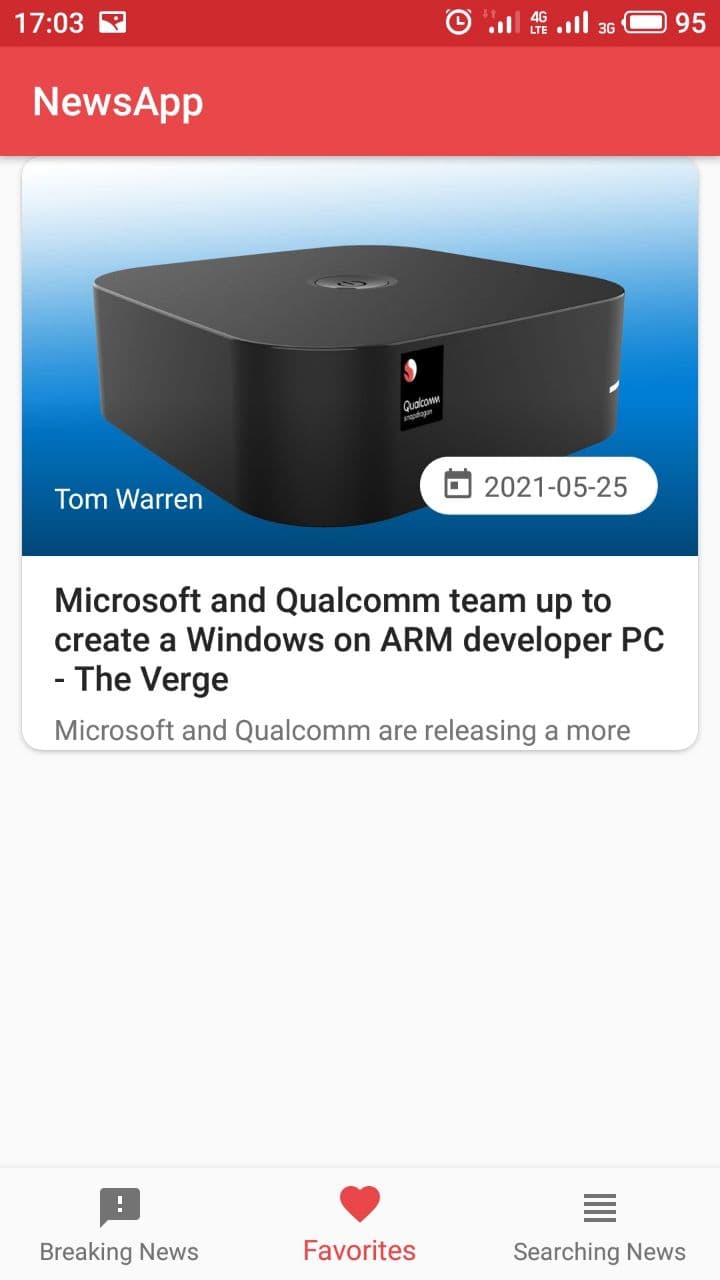 17:03
4G
LTE
3G
95
NewsApp
Qualcomm
snapdragon
Tom Warren
2021-05-25
Microsoft and Qualcomm team up to
create a Windows on ARM developer PC
- The Verge
Microsoft and Qualcomm are releasing a more
Breaking News
Favorites
Searching News